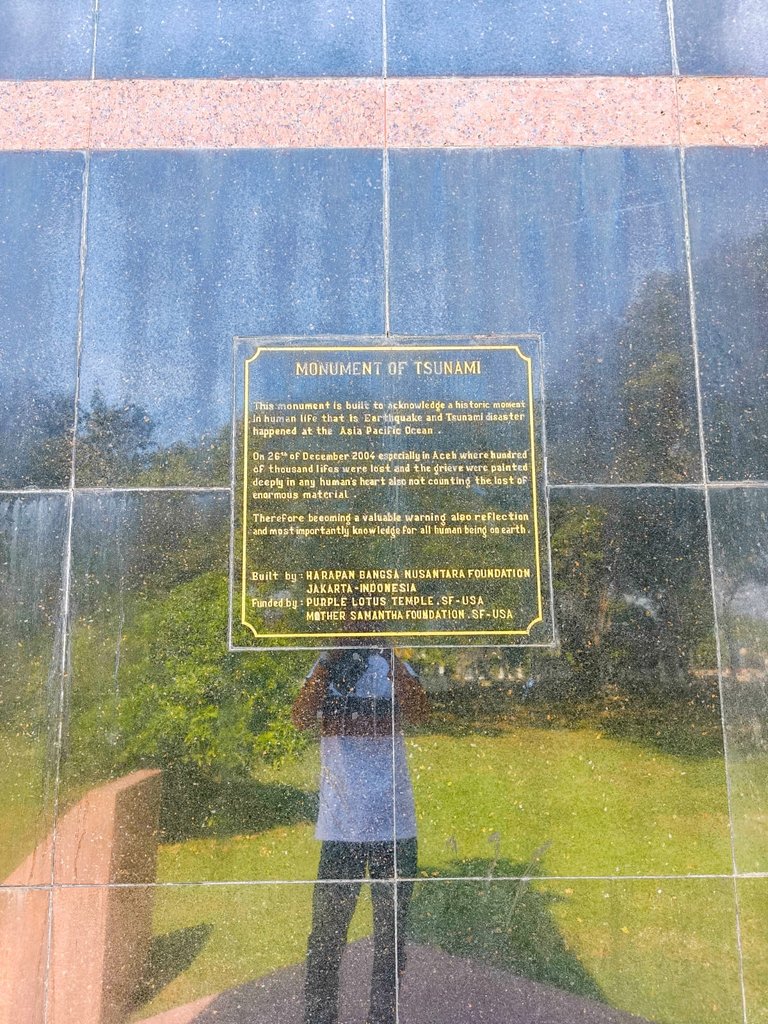 MONUMENT OF TSUNAMI
This monument is built to acknowledge a historic moment
in human life that is Earthquake and Tsunami disaster
happened at the Asia Pacific Ocean.
On 26th of December 2004 especially in Aceh where hundred
of thousand lifes were lost and the grieve were painted
deeply in any human's heart also not counting the lost of
enormous material
Therefore becoming a valuable warning also reflection
and most importantly knowledge for all human being on earth.
Built by : HARAPAN BANGSA NUSANTARA FOUNDATION
JAKARTA-INDONESIA
Funded by : PURPLE LOTUS TEMPLE, SF-USA
MOTHER SAMANTHA FOUNDATION. SF-USA